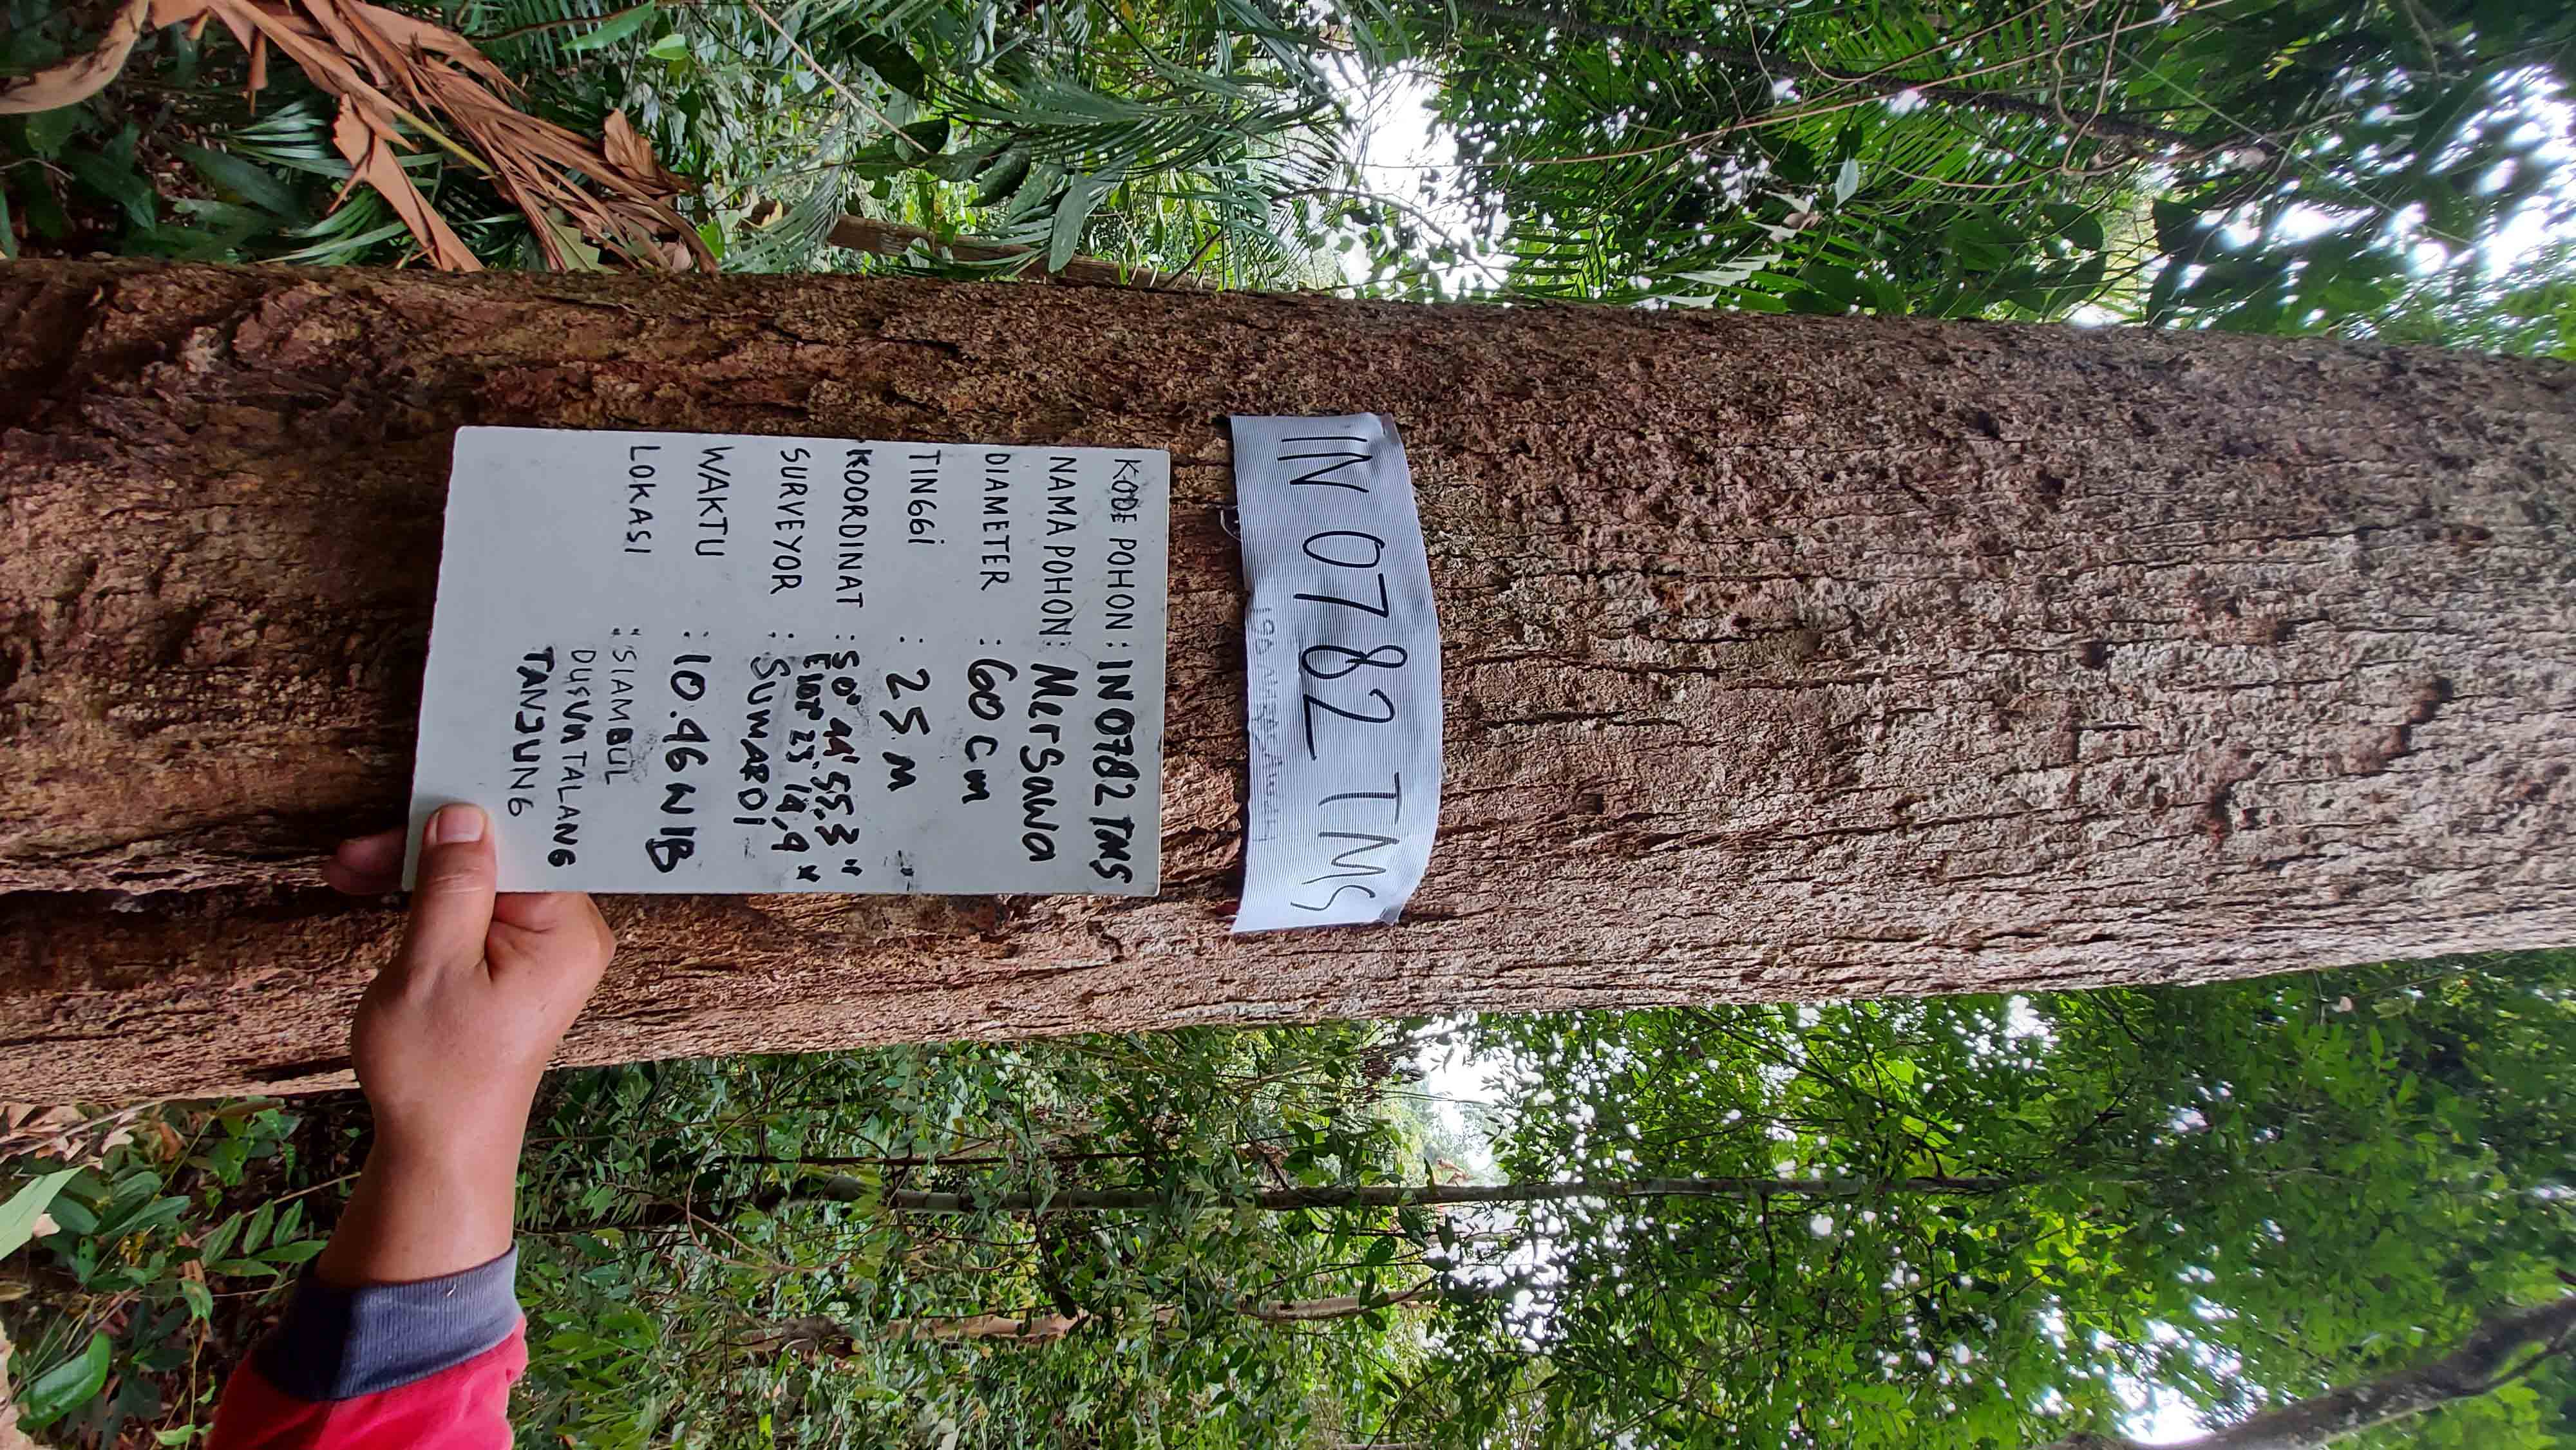 IN 0782 TMS
KODE POHON : IN 0782 TMS
NAMA POHON : Mersawa
DIAMETER : 60 cm
TINGGi : 25 M
KOORDINAT : S0° 44' 55.3"
E102° 23. 14,9"
SURVEYOR : SUMARDI
WAKTU : 10.46 WIB
LOKASI : SIAMBUL
DUSUN TALANG
TANJUNG